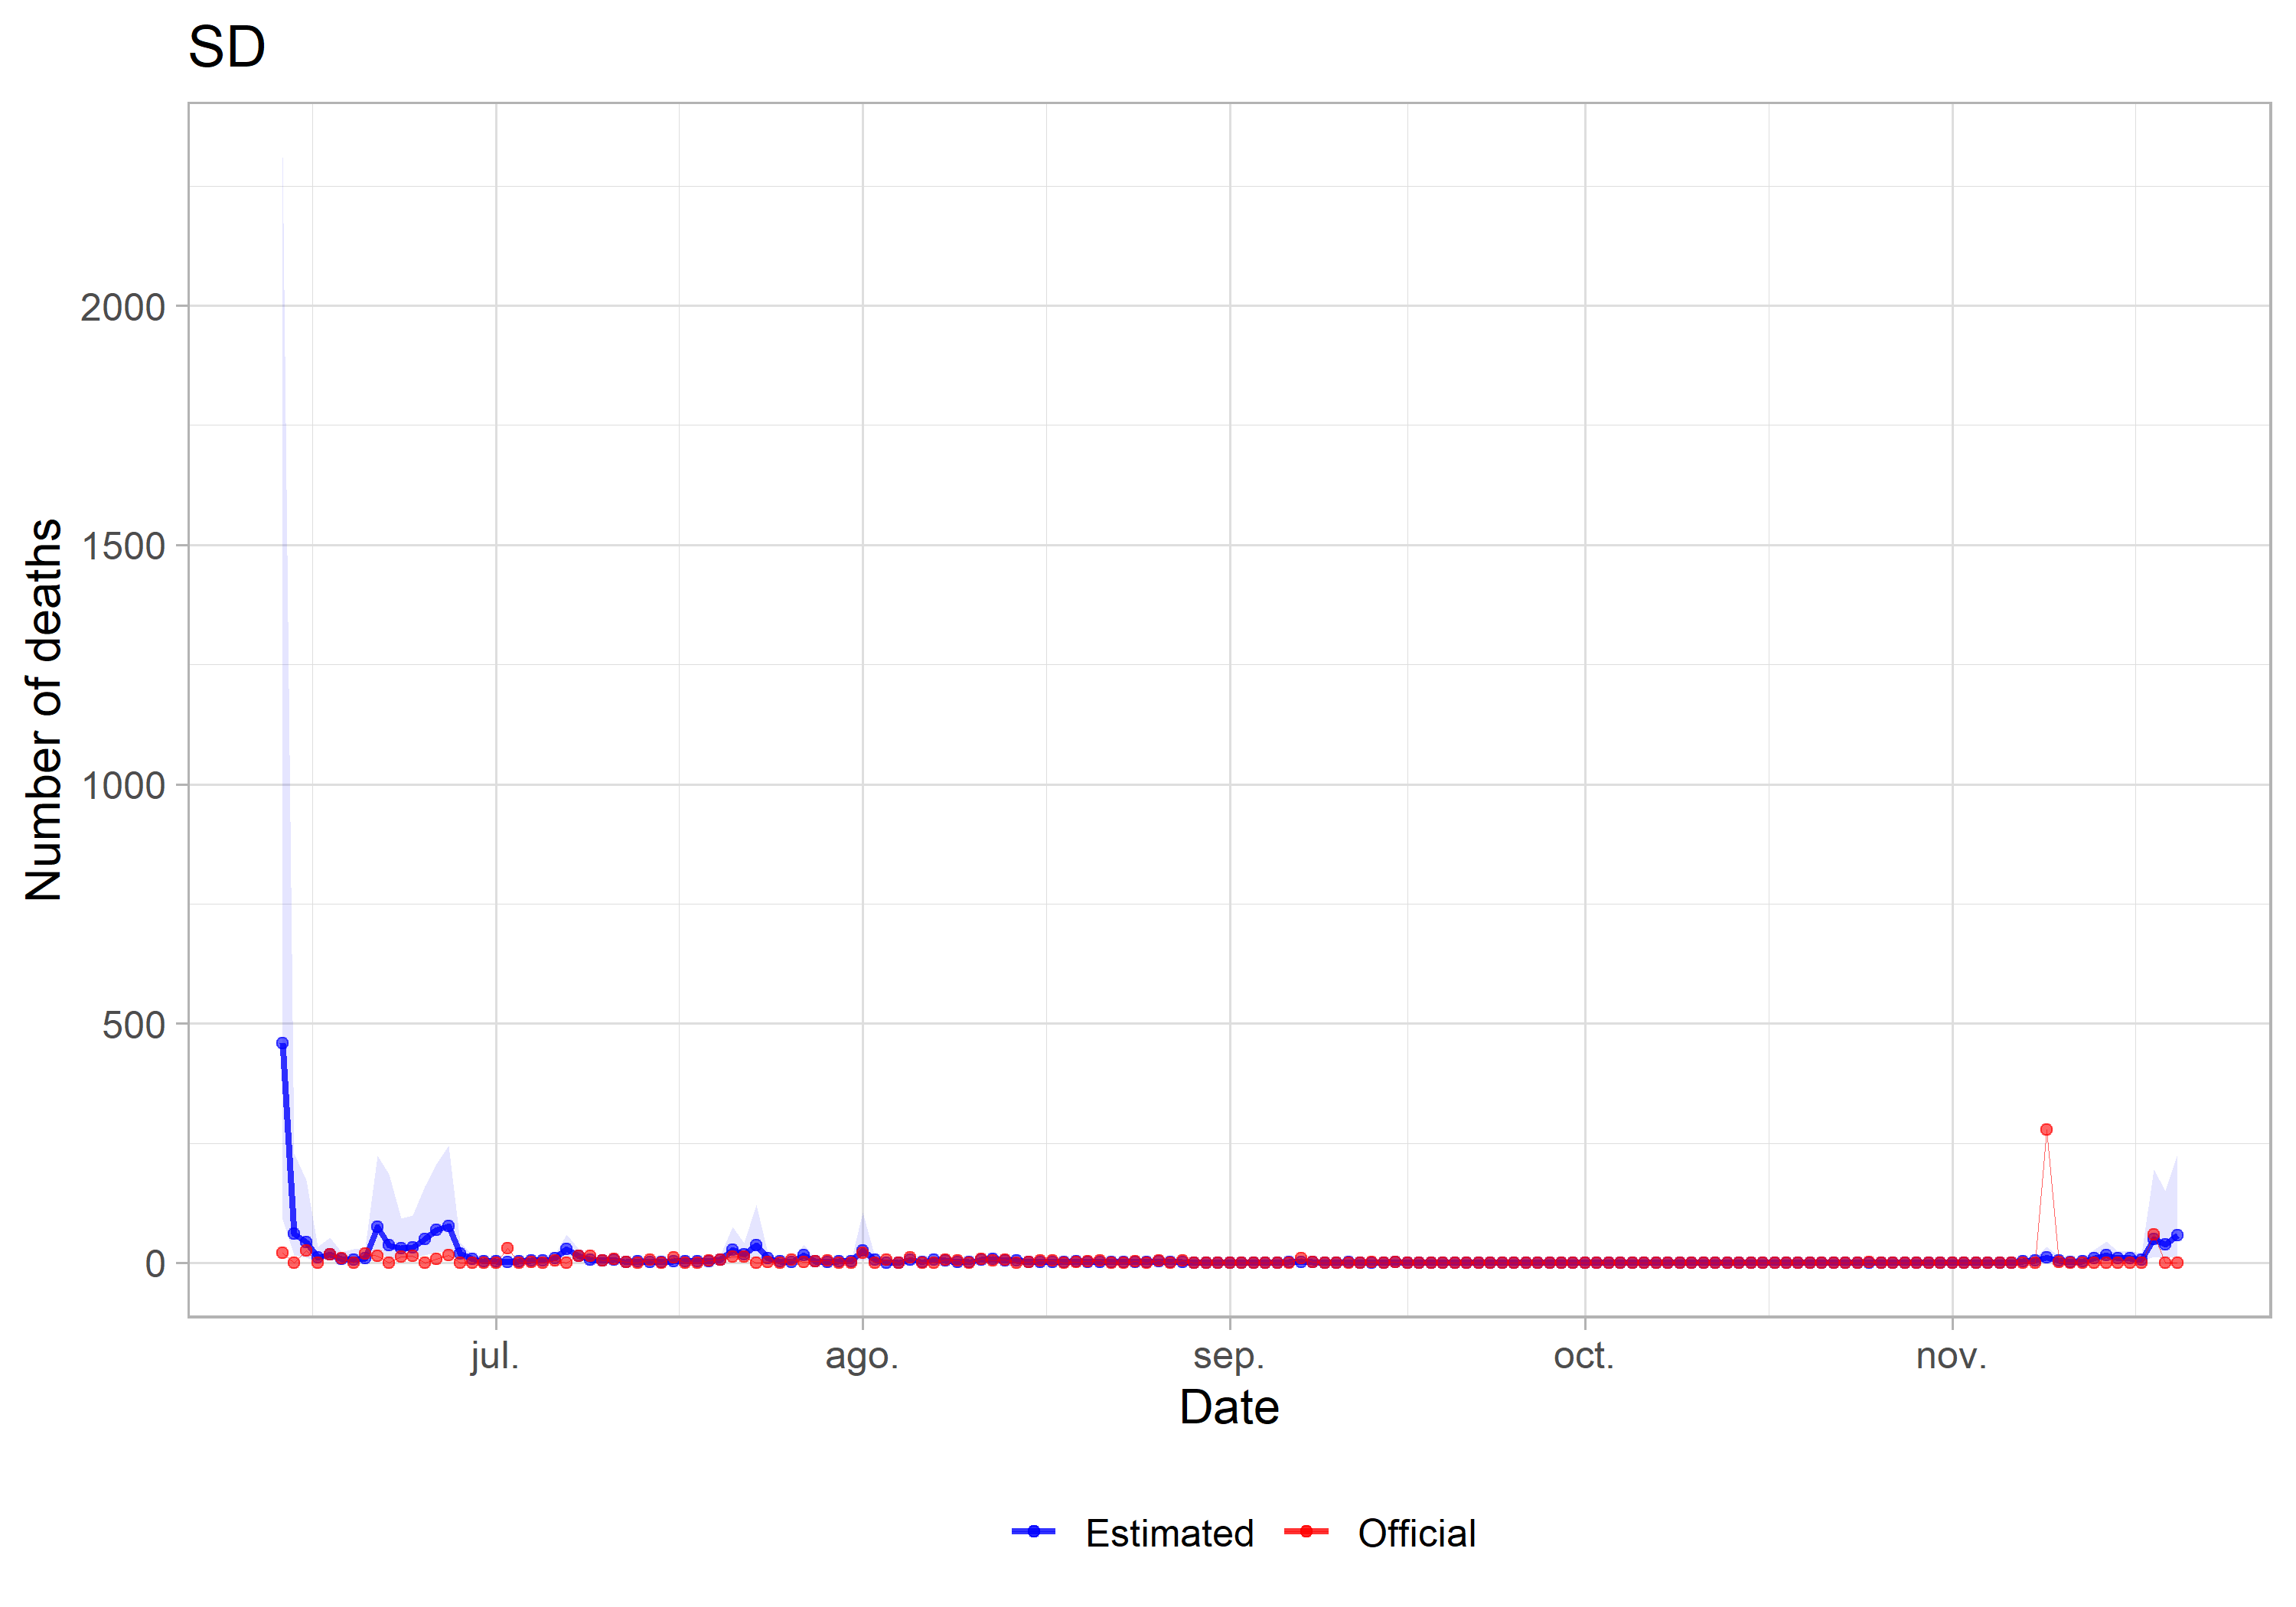 SD
Number of deaths
2000
1500
1000
500
0
jul.
ago.
sep.
oct.
nov.
Date
Estimated
Official